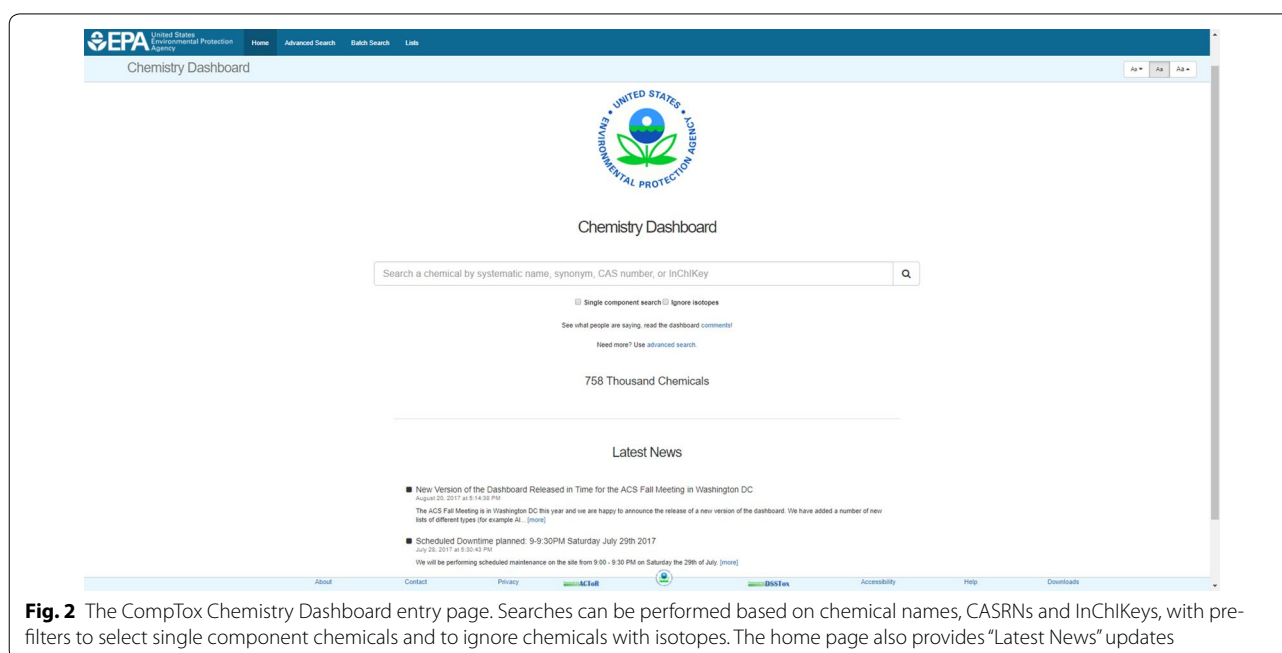 EPA United States
Environmental Protection
Agency
Home Advanced Search Batch Search Lists
Chemistry Dashboard
Aa Aa Aa
UNITED STATES
ENVIRONMENTAL PROTECTION AGENCY
Chemistry Dashboard
Search a chemical by systematic name, synonym, CAS number, or InChIKey
Single component search Ignore isotopes
See what people are saying, read the dashboard comments!
Need more? Use advanced search.
758 Thousand Chemicals
Latest News
New Version of the Dashboard Released in Time for the ACS Fall Meeting in Washington DC
August 20, 2017 at 5:14:38 PM
The ACS Fall Meeting is in Washington DC this year and we are happy to announce the release of a new version of the dashboard. We have added a number of new
lists of different types (for example AI... [more]
Scheduled Downtime planned: 9-9:30PM Saturday July 29th 2017
July 28, 2017 at 5:30:43 PM
We will be performing scheduled maintenance on the site from 9:00 - 9:30 PM on Saturday the 29th of July. [more]
About Contact Privacy ACToR DSSTox Accessibility Help Downloads
Fig. 2 The CompTox Chemistry Dashboard entry page. Searches can be performed based on chemical names, CASRNs and InChIKeys, with pre-
filters to select single component chemicals and to ignore chemicals with isotopes. The home page also provides “Latest News” updates